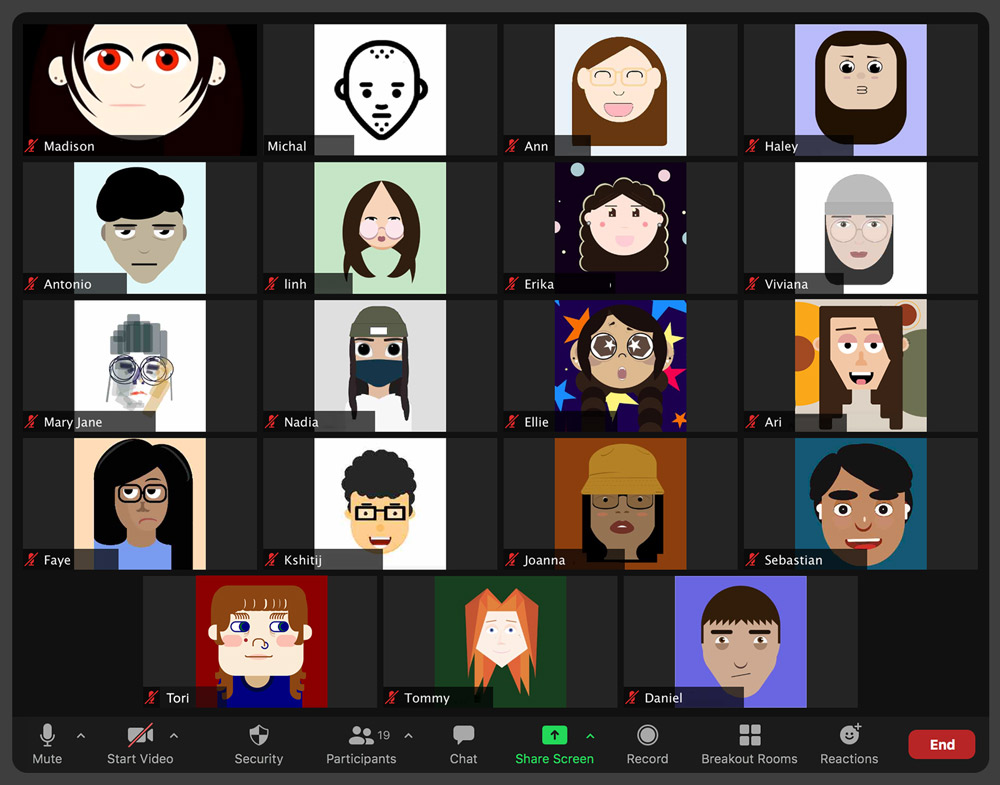 Madison
Michal
Ann
Haley
Antonio
linh
Erika
Viviana
Mary Jane
Nadia
Ellie
Ari
Faye
Kshitij
Joanna
Sebastian
Tori
Tommy
Daniel
Mute
Start Video
Security
Participants 19
Chat
Share Screen
Record
Breakout Rooms
Reactions
End